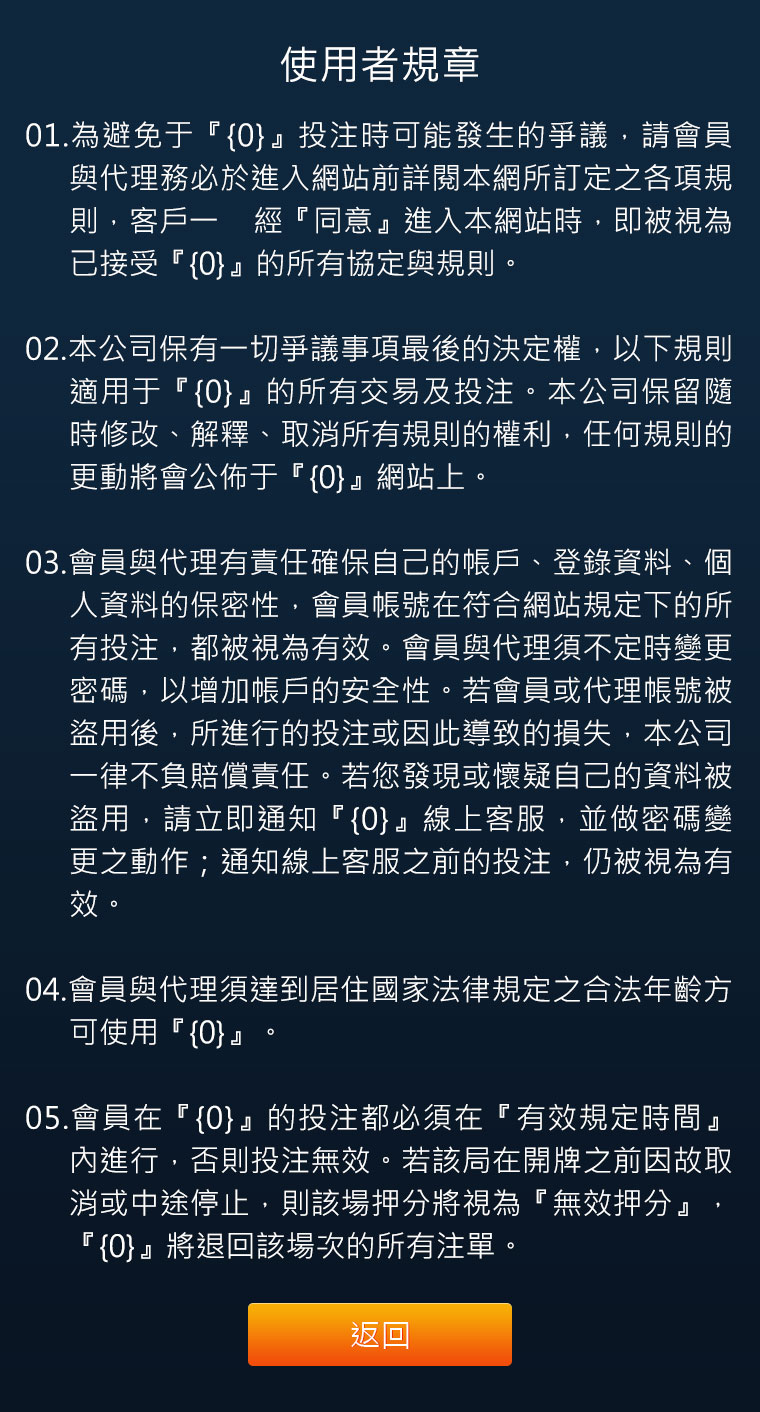 使用者規章
01.為避免于『{0}』投注時可能發生的爭議，請會員
與代理務必於進入網站前詳閱本網所訂定之各項規
則，客戶一　經『同意』進入本網站時，即被視為
已接受『{0}』的所有協定與規則。
02.本公司保有一切爭議事項最後的決定權，以下規則
適用于『{0}』的所有交易及投注。本公司保留隨
時修改、解釋、取消所有規則的權利，任何規則的
更動將會公佈于『{0}』網站上。
03.會員與代理有責任確保自己的帳戶、登錄資料、個
人資料的保密性，會員帳號在符合網站規定下的所
有投注，都被視為有效。會員與代理須不定時變更
密碼，以增加帳戶的安全性。若會員或代理帳號被
盜用後，所進行的投注或因此導致的損失，本公司
一律不負賠償責任。若您發現或懷疑自己的資料被
盜用，請立即通知『{0}』線上客服，並做密碼變
更之動作；通知線上客服之前的投注，仍被視為有
效。
04.會員與代理須達到居住國家法律規定之合法年齡方
可使用『{0}』。
05.會員在『{0}』的投注都必須在『有效規定時間』
內進行，否則投注無效。若該局在開牌之前因故取
消或中途停止，則該場押分將視為『無效押分』，
『{0}』將退回該場次的所有注單。
返回